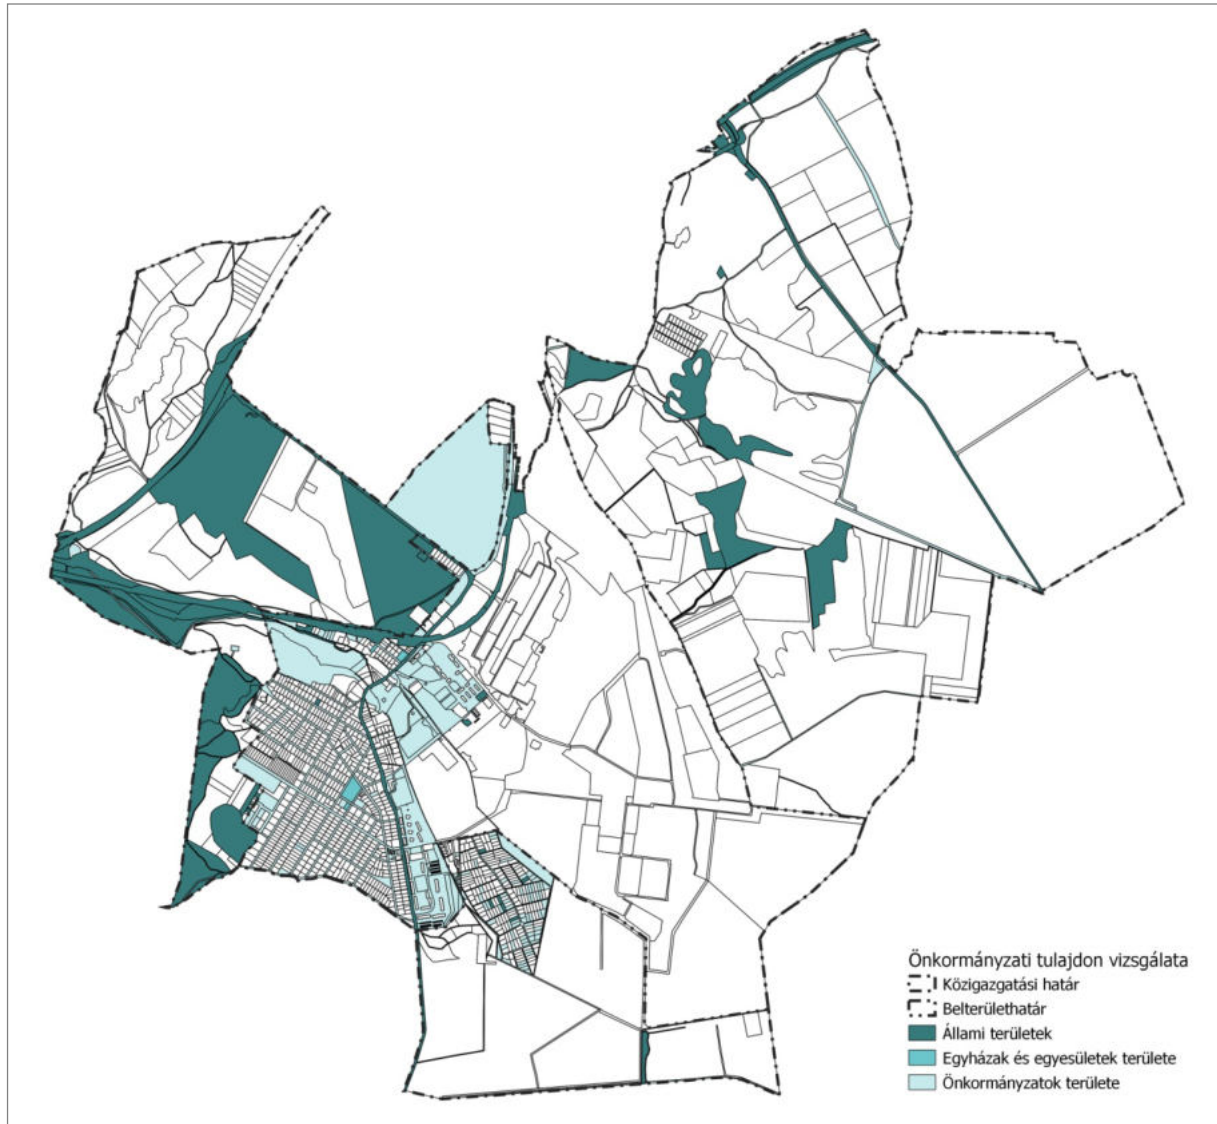 Önkormányzati tulajdon vizsgálata
Közigazgatási határ
Belterülethatár
Állami területek
Egyházak és egyesületek területe
Önkormányzatok területe